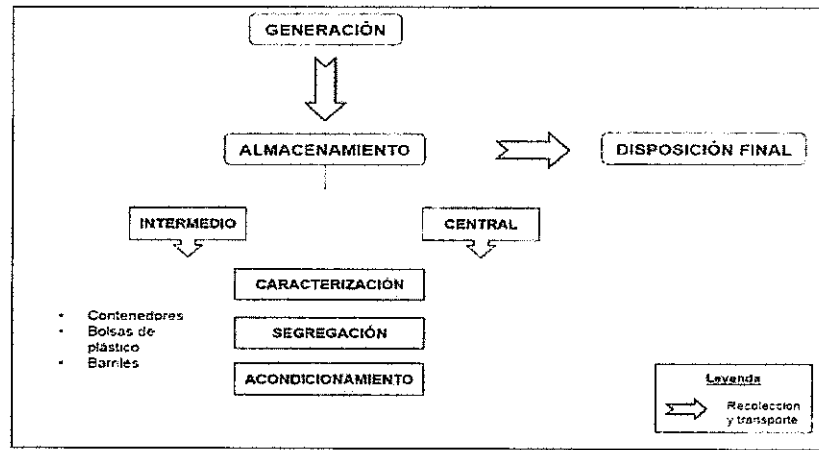 GENERACIÓN
ALMACENAMIENTO
DISPOSICIÓN FINAL
INTERMEDIO
CENTRAL
CARACTERIZACIÓN
• Contenedores
• Bolsas de
plástico
• Barriles
SEGREGACIÓN
ACONDICIONAMIENTO
Leyenda
Recoleccion
y transporte